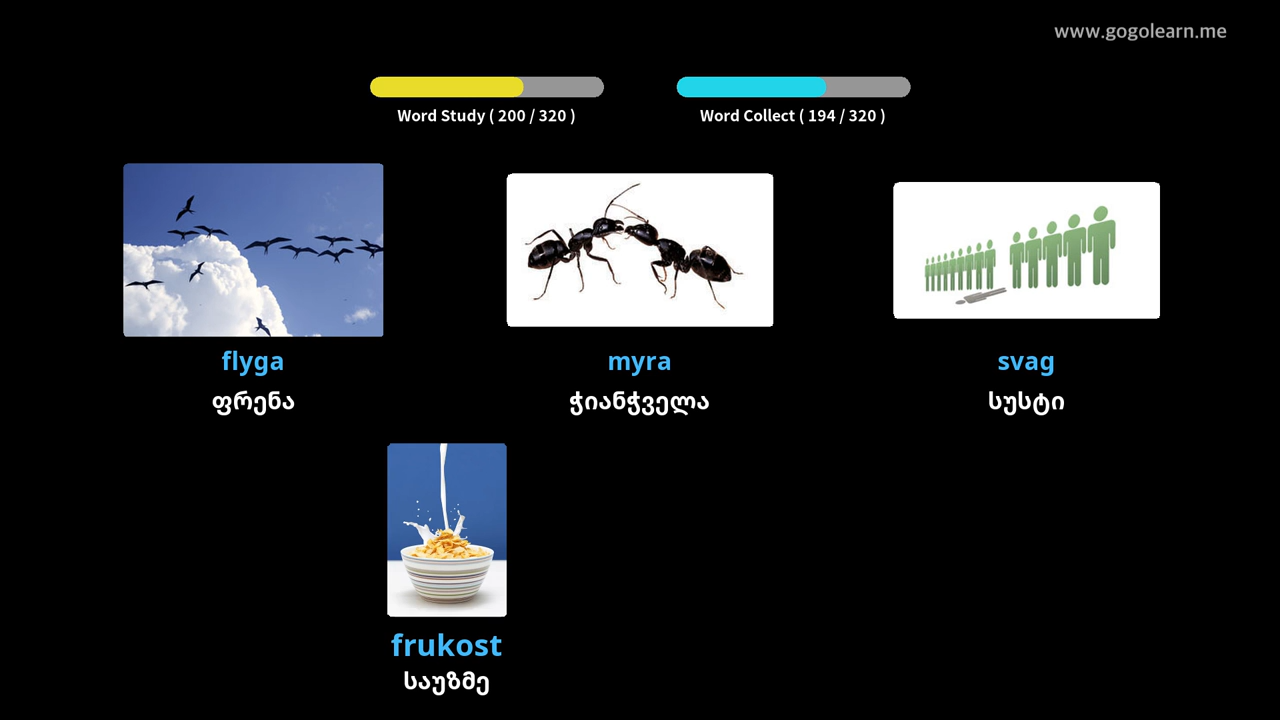 www.gogolearn.me
Word Study ( 200 / 320 )
Word Collect ( 194 / 320 )
flyga
ფრენა
myra
ჭიანჭველა
svag
სუსტი
frukost
საუზმე